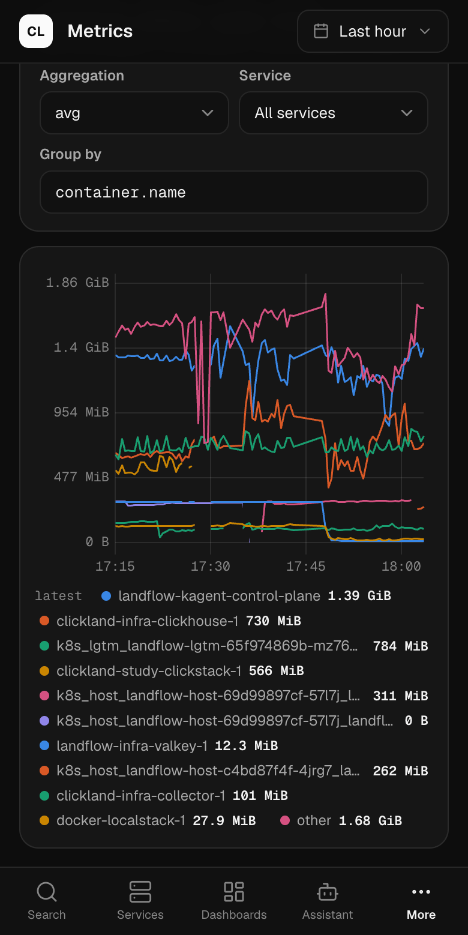 CL Metrics Last hour
Aggregation Service
avg All services
Group by
container.name
1.86 GiB
1.4 GiB
954 MiB
477 MiB
0 B
17:15 17:30 17:45 18:00
latest landflow-kagent-control-plane 1.39 GiB
clickland-infra-clickhouse-1 730 MiB
k8s_lgtm_landflow-lgtm-65f974869b-mz76... 784 MiB
clickland-study-clickstack-1 566 MiB
k8s_host_landflow-host-69d99897cf-57l7j_l... 311 MiB
k8s_host_landflow-host-69d99897cf-57l7j_landfl... 0 B
landflow-infra-valkey-1 12.3 MiB
k8s_host_landflow-host-c4bd87f4f-4jrg7_la... 262 MiB
clickland-infra-collector-1 101 MiB
docker-localstack-1 27.9 MiB other 1.68 GiB
Search Services Dashboards Assistant More